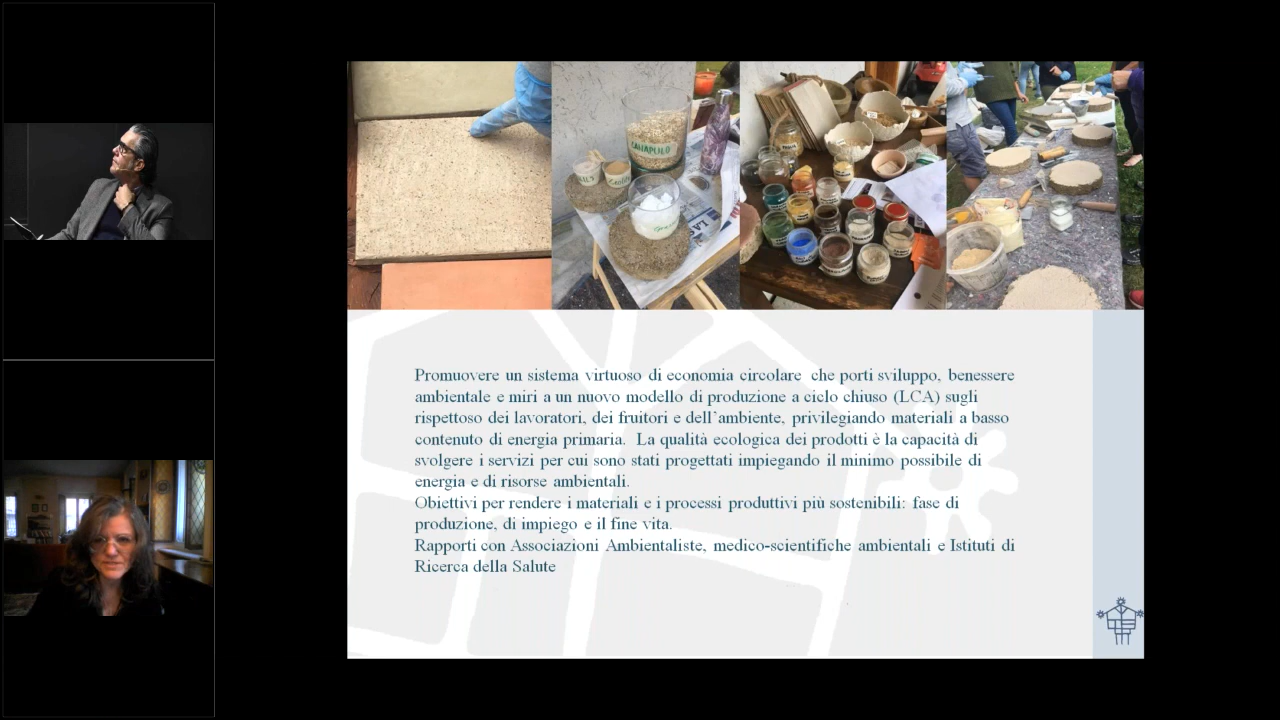 CANAPULO
Promuovere un sistema virtuoso di economia circolare che porti sviluppo, benessere
ambientale e miri a un nuovo modello di produzione a ciclo chiuso (LCA) sugli
rispettoso dei lavoratori, dei fruitori e dell'ambiente, privilegiando materiali a basso
contenuto di energia primaria. La qualità ecologica dei prodotti è la capacità di
svolgere i servizi per cui sono stati progettati impiegando il minimo possibile di
energia e di risorse ambientali.
Obiettivi per rendere i materiali e i processi produttivi più sostenibili: fase di
produzione, di impiego e il fine vita.
Rapporti con Associazioni Ambientaliste, medico-scientifiche ambientali e Istituti di
Ricerca della Salute